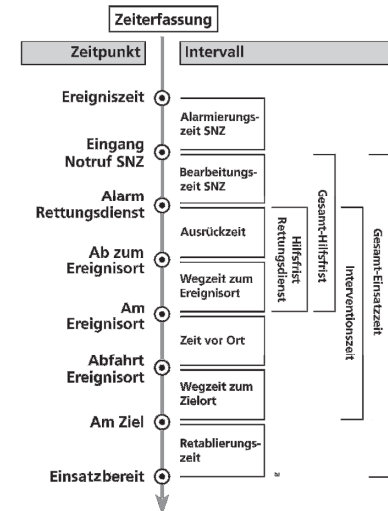 Zeiterfassung
Zeitpunkt
Intervall
Ereigniszeit
Alarmierungs-
zeit SNZ
Eingang
Notruf SNZ
Bearbeitungs-
zeit SNZ
Alarm
Rettungsdienst
Ausrückzeit
Ab zum
Ereignisort
Wegzeit zum
Ereignisort
Am
Ereignisort
Zeit vor Ort
Abfahrt
Ereignisort
Wegzeit zum
Zielort
Am Ziel
Retablierungs-
zeit
Einsatzbereit
Hilfsfrist
Rettungsdienst
Gesamt-Hilfsfrist
Interventionszeit
Gesamt-Einsatzzeit